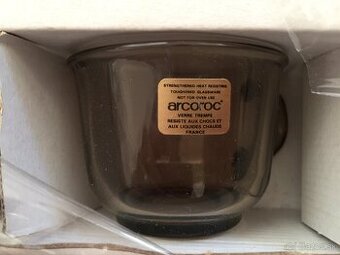 STRENGTHENED HEAT RESISTING
TOUGHENED GLASSWARE
NOT FOR OVEN USE
arcoroc
VERRE TREMPE
RESISTE AUX CHOCS ET
AUX LIQUIDES CHAUDS
FRANCE